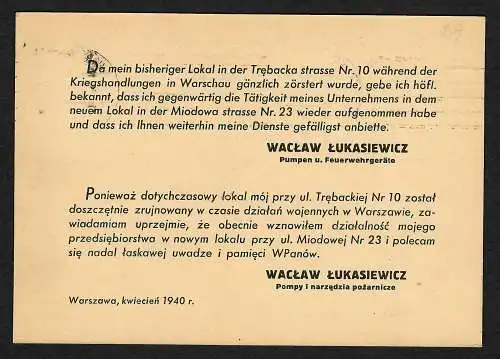 Da mein bisheriger Lokal in der Trębacka strasse Nr. 10 während der
Kriegshandlungen in Warschau gänzlich zörstert wurde, gebe ich höfl.
bekannt, dass ich gegenwärtig die Tätigkeit meines Unternehmens in dem
neuem Lokal in der Miodowa strasse Nr. 23 wieder aufgenommen habe
und dass ich Ihnen weiterhin meine Dienste gefälligst anbiette.
WACŁAW ŁUKASIEWICZ
Pumpen u. Feuerwehrgeräte
Ponieważ dotychczasowy lokal mój przy ul. Trębackiej Nr 10 został
doszczętnie zrujnowany w czasie działań wojennych w Warszawie, za-
wiadamiam uprzejmie, że obecnie wznowiłem działalność mojego
przedsiębiorstwa w nowym lokalu przy ul. Miodowej Nr 23 i polecam
się nadal łaskawej uwadze i pamięci WPanów.
WACŁAW ŁUKASIEWICZ
Pompy i narzędzia pożarnicze
Warszawa, kwiecień 1940 r.